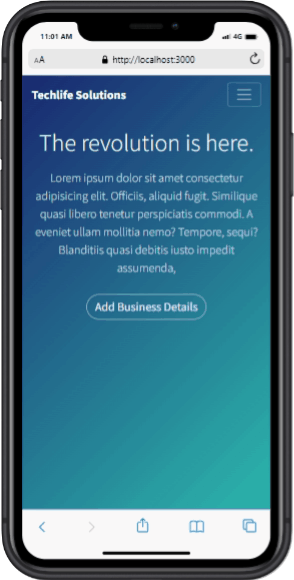 11:01 AM
4G
AA
http://localhost:3000
Techlife Solutions
The revolution is here.
Lorem ipsum dolor sit amet consectetur
adipisicing elit. Officiis, aliquid fugit. Similique
quasi libero tenetur perspiciatis commodi. A
eveniet ullam mollitia nemo? Tempore, sequi?
Blanditiis quasi debitis iusto impedit
assumenda,
Add Business Details